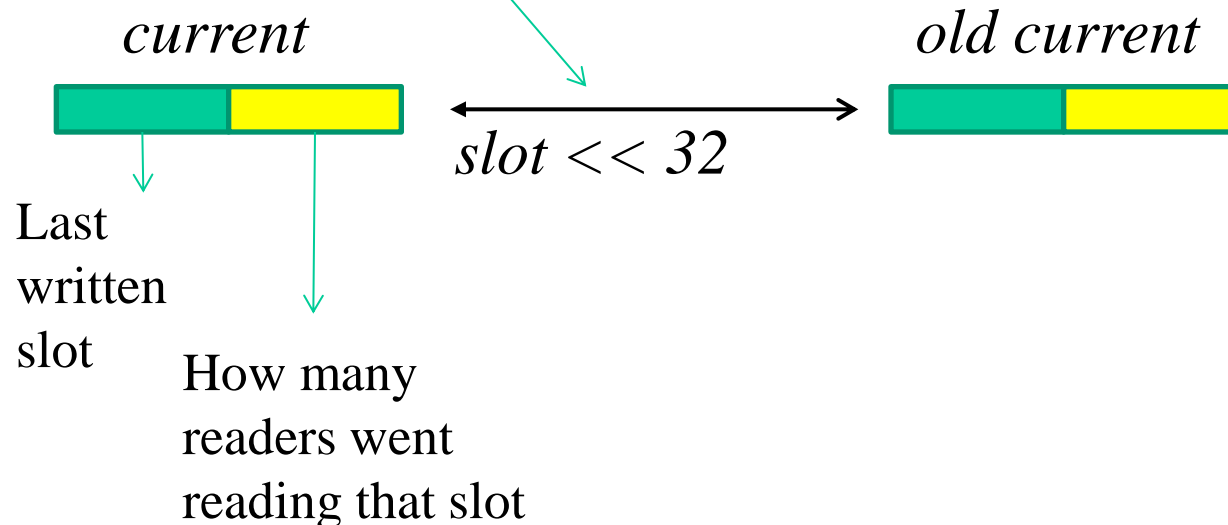 current
old current
slot << 32
Last
written
slot
How many
readers went
reading that slot